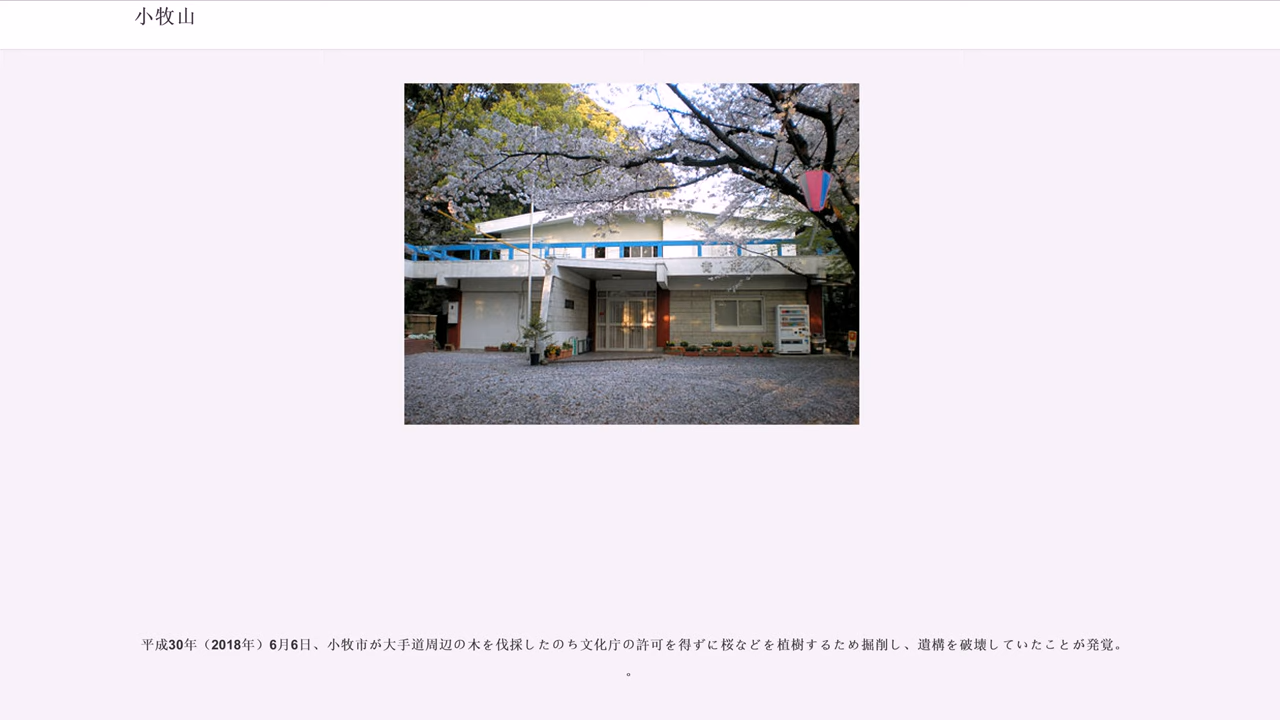 小牧山
平成30年（2018年）6月6日、小牧市が大手道周辺の木を伐採したのち文化庁の許可を得ずに桜などを植樹するため掘削し、遺構を破壊していたことが発覚。
。